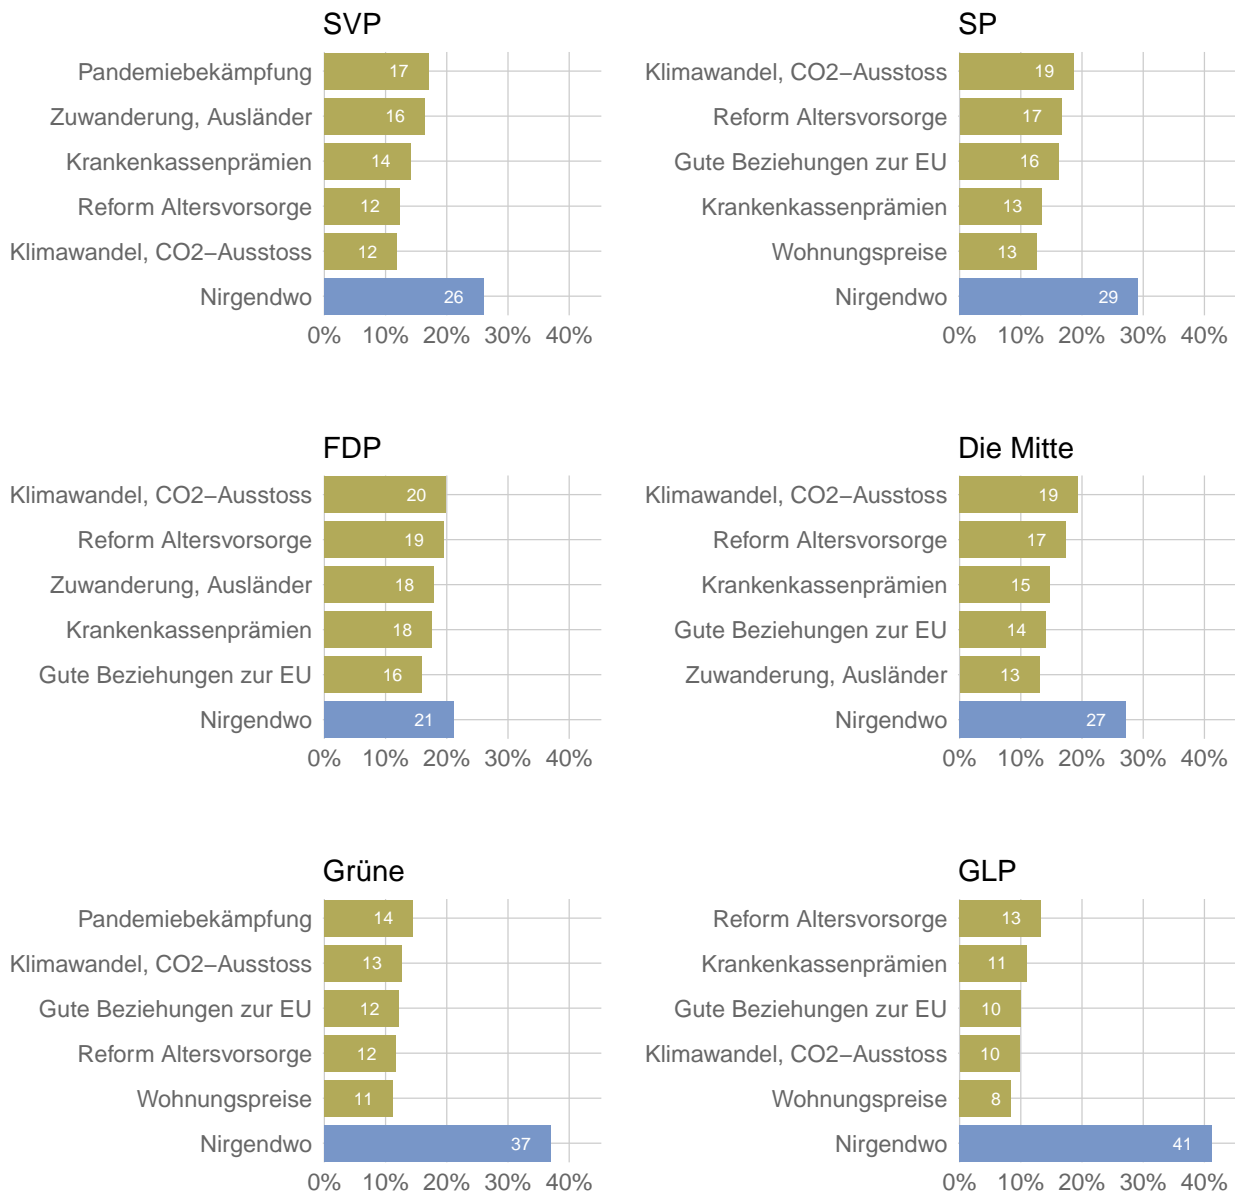 SVP
Pandemiebekämpfung 17
Zuwanderung, Ausländer 16
Krankenkassenprämien 14
Reform Altersvorsorge 12
Klimawandel, CO2−Ausstoss 12
Nirgendwo 26
0% 10% 20% 30% 40%
SP
Klimawandel, CO2−Ausstoss 19
Reform Altersvorsorge 17
Gute Beziehungen zur EU 16
Krankenkassenprämien 13
Wohnungspreise 13
Nirgendwo 29
0% 10% 20% 30% 40%
FDP
Klimawandel, CO2−Ausstoss 20
Reform Altersvorsorge 19
Zuwanderung, Ausländer 18
Krankenkassenprämien 18
Gute Beziehungen zur EU 16
Nirgendwo 21
0% 10% 20% 30% 40%
Die Mitte
Klimawandel, CO2−Ausstoss 19
Reform Altersvorsorge 17
Krankenkassenprämien 15
Gute Beziehungen zur EU 14
Zuwanderung, Ausländer 13
Nirgendwo 27
0% 10% 20% 30% 40%
Grüne
Pandemiebekämpfung 14
Klimawandel, CO2−Ausstoss 13
Gute Beziehungen zur EU 12
Reform Altersvorsorge 12
Wohnungspreise 11
Nirgendwo 37
0% 10% 20% 30% 40%
GLP
Reform Altersvorsorge 13
Krankenkassenprämien 11
Gute Beziehungen zur EU 10
Klimawandel, CO2−Ausstoss 10
Wohnungspreise 8
Nirgendwo 41
0% 10% 20% 30% 40%